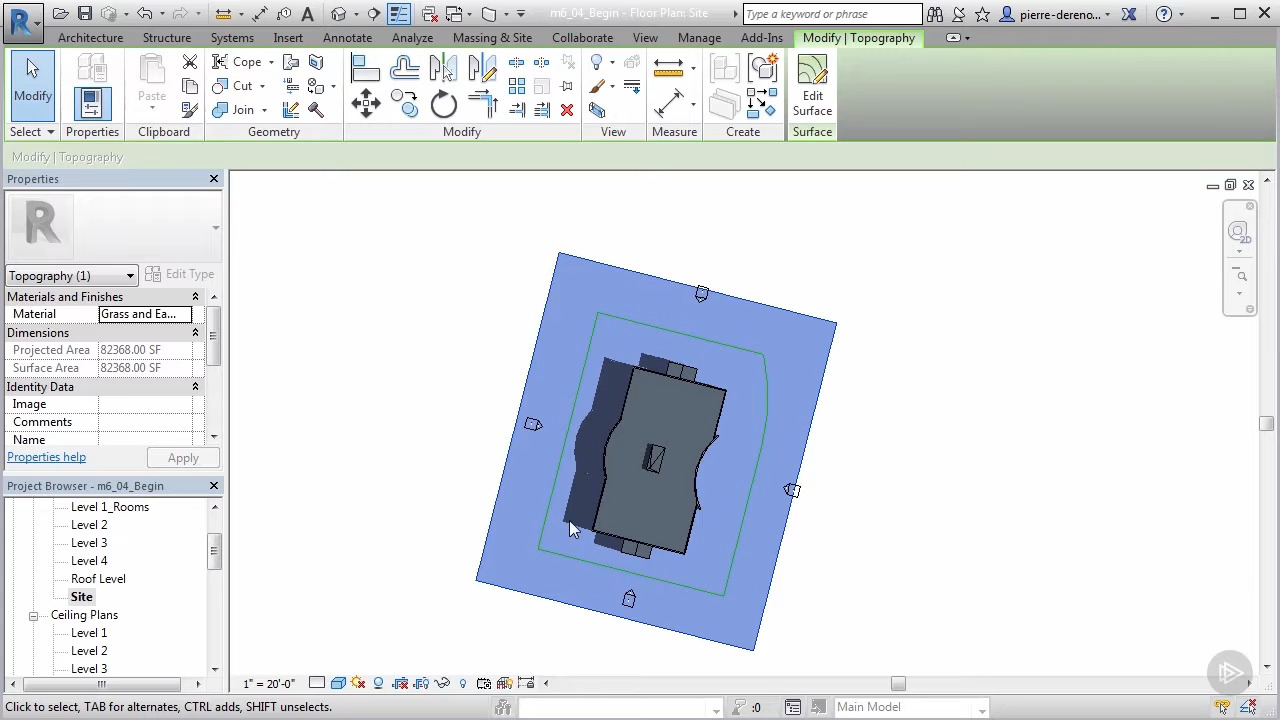 m6_04_Begin - Floor Plan: Site
Type a keyword or phrase
pierre-dereno...
Architecture Structure Systems Insert Annotate Analyze Massing & Site Collaborate View Manage Add-Ins Modify | Topography
Modify
Paste
Cope
Cut
Join
Edit
Surface
Select Properties Clipboard Geometry Modify View Measure Create Surface
Modify | Topography
Properties
R
Topography (1)
Edit Type
Materials and Finishes
Material Grass and Ea...
Dimensions
Projected Area 82368.00 SF
Surface Area 82368.00 SF
Identity Data
Image
Comments
Name
Properties help
Apply
Project Browser - m6_04_Begin
Level 1_Rooms
Level 2
Level 3
Level 4
Roof Level
Site
Ceiling Plans
Level 1
Level 2
Level 3
2D
1" = 20'-0"
Click to select, TAB for alternates, CTRL adds, SHIFT unselects.
:0
Main Model